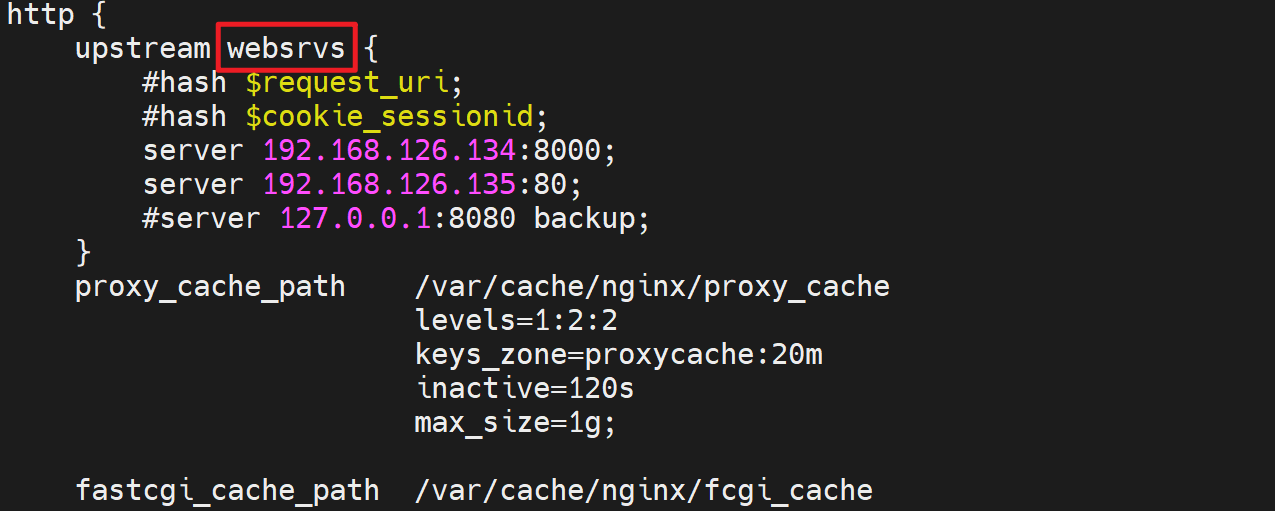 http {
    upstream websrvs {
        #hash $request_uri;
        #hash $cookie_sessionid;
        server 192.168.126.134:8000;
        server 192.168.126.135:80;
        #server 127.0.0.1:8080 backup;
    }
    proxy_cache_path    /var/cache/nginx/proxy_cache
                        levels=1:2:2
                        keys_zone=proxycache:20m
                        inactive=120s
                        max_size=1g;

    fastcgi_cache_path  /var/cache/nginx/fcgi_cache